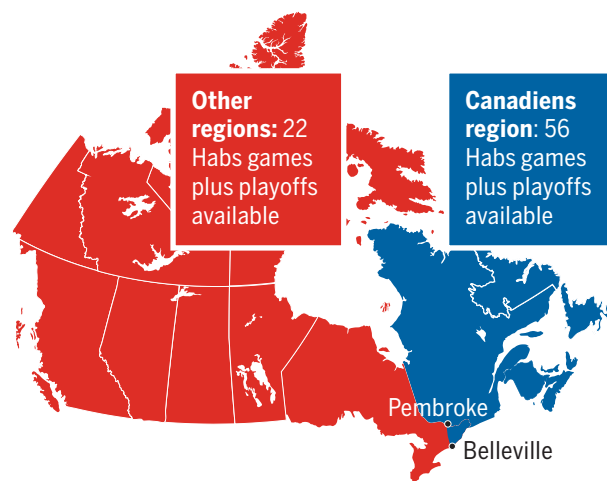 Other
regions: 22
Habs games
plus playoffs
available
Canadiens
region: 56
Habs games
plus playoffs
available
Pembroke
Belleville